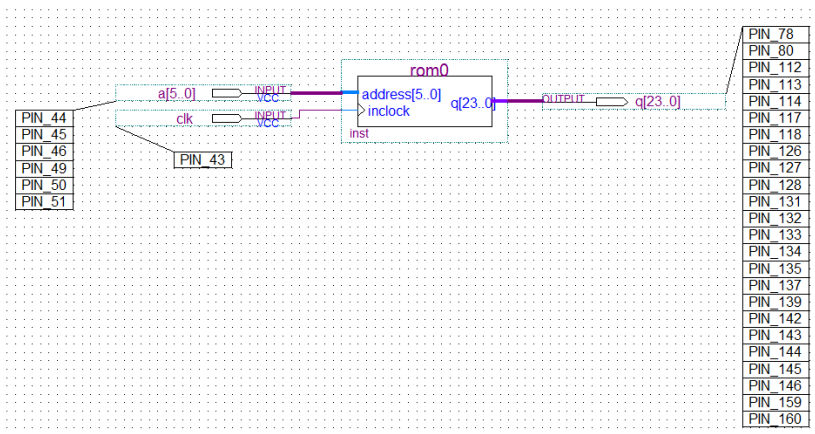 rom0
a[5..0]
INPUT
VCC
clk
INPUT
VCC
address[5..0]
inclock
q[23..0]
inst
OUTPUT
q[23..0]
PIN_44
PIN_45
PIN_46
PIN_49
PIN_50
PIN_51
PIN_43
PIN_78
PIN_80
PIN_112
PIN_113
PIN_114
PIN_117
PIN_118
PIN_126
PIN_127
PIN_128
PIN_131
PIN_132
PIN_133
PIN_134
PIN_135
PIN_137
PIN_139
PIN_142
PIN_143
PIN_144
PIN_145
PIN_146
PIN_159
PIN_160